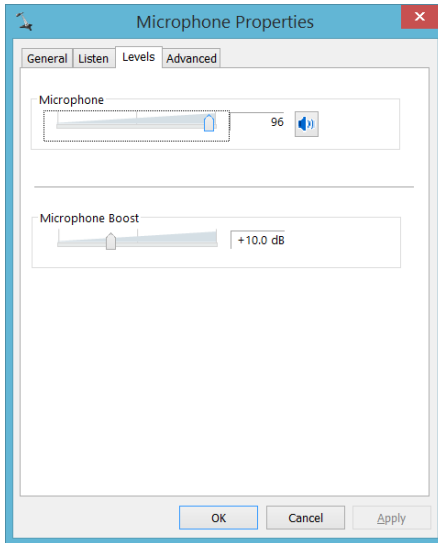 Microphone Properties
General Listen Levels Advanced
Microphone
96
Microphone Boost
+10.0 dB
OK Cancel Apply